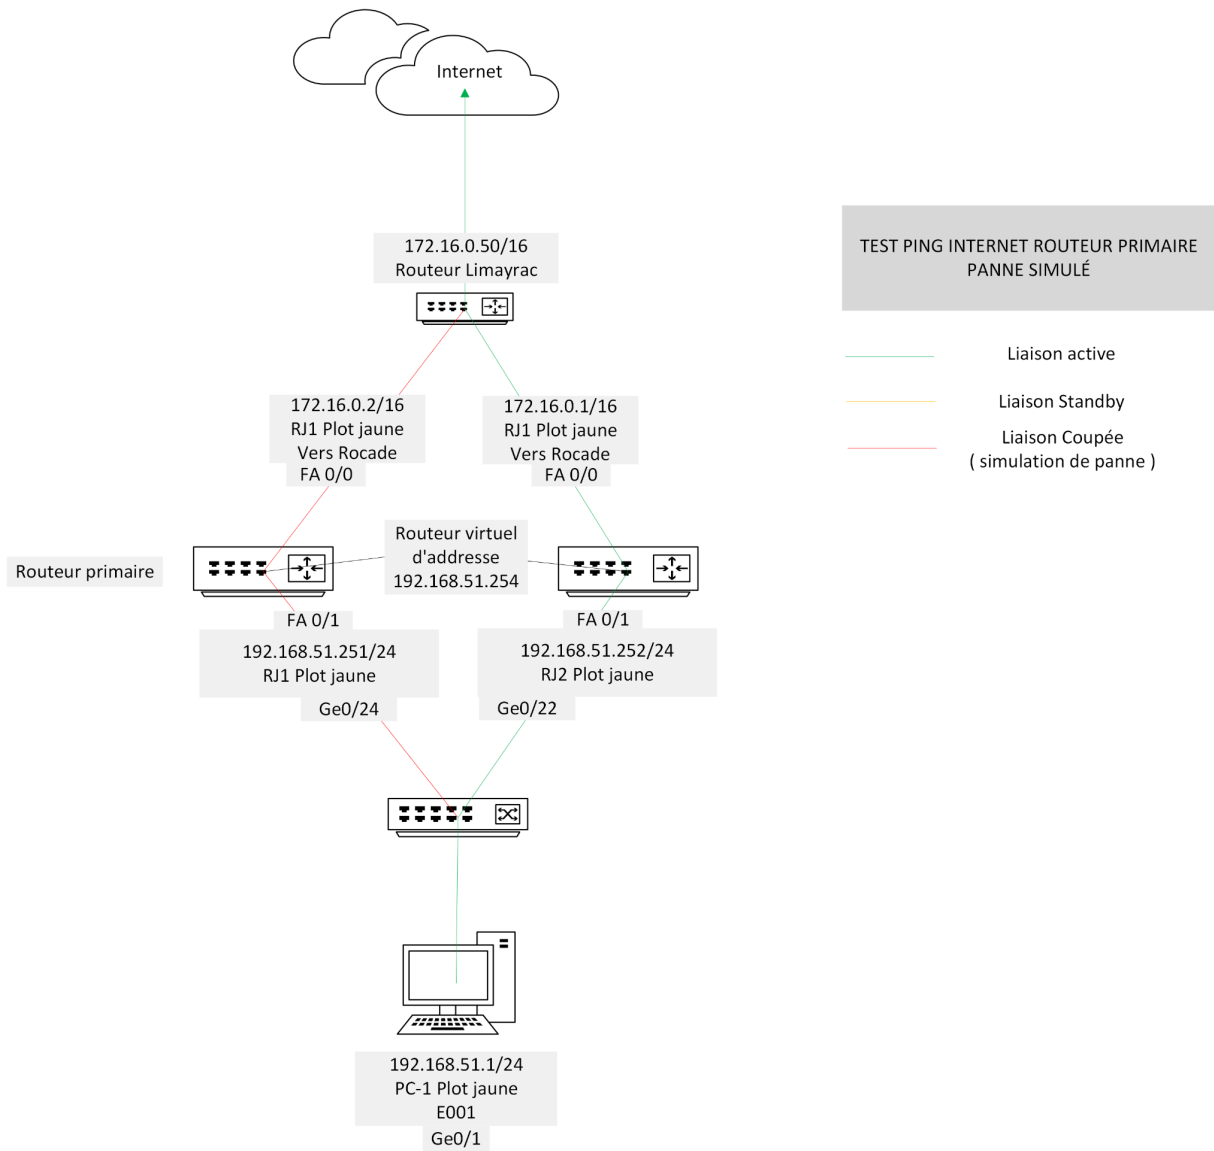 Internet
172.16.0.50/16
Routeur Limayrac
TEST PING INTERNET ROUTEUR PRIMAIRE
PANNE SIMULÉ
Liaison active
Liaison Standby
Liaison Coupée
( simulation de panne )
172.16.0.2/16
RJ1 Plot jaune
Vers Rocade
FA 0/0
172.16.0.1/16
RJ1 Plot jaune
Vers Rocade
FA 0/0
Routeur primaire
Routeur virtuel
d'addresse
192.168.51.254
FA 0/1
192.168.51.251/24
RJ1 Plot jaune
Ge0/24
FA 0/1
192.168.51.252/24
RJ2 Plot jaune
Ge0/22
192.168.51.1/24
PC-1 Plot jaune
E001
Ge0/1